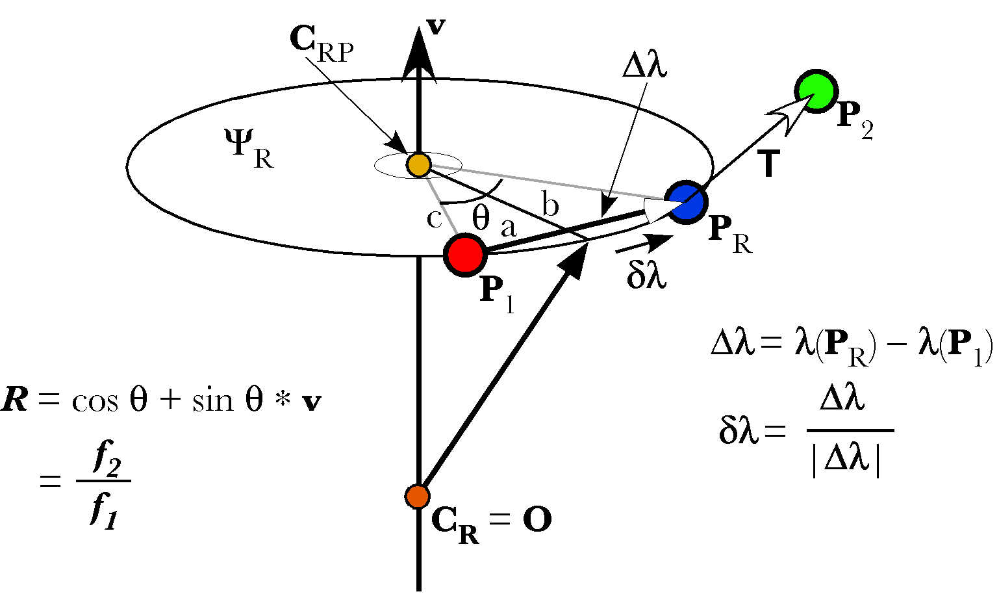 v
C_RP
Δλ
P_2
Ψ_R
T
b
c
θ
a
P_R
δλ
P_1
Δλ = λ(P_R) − λ(P_1)
R = cos θ + sin θ * v
δλ = Δλ / |Δλ|
= f_2 / f_1
C_R = O